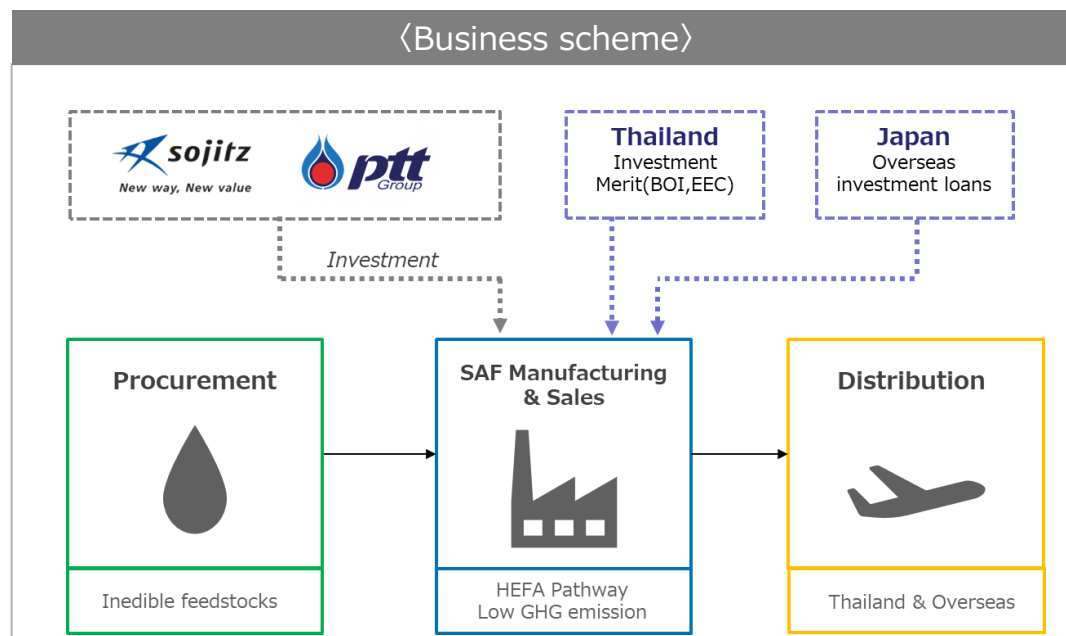 〈Business scheme〉
sojitz
New way, New value
ptt
Group
Thailand
Investment
Merit(BOI,EEC)
Japan
Overseas
investment loans
Investment
Procurement
SAF Manufacturing
& Sales
Distribution
Inedible feedstocks
HEFA Pathway
Low GHG emission
Thailand & Overseas